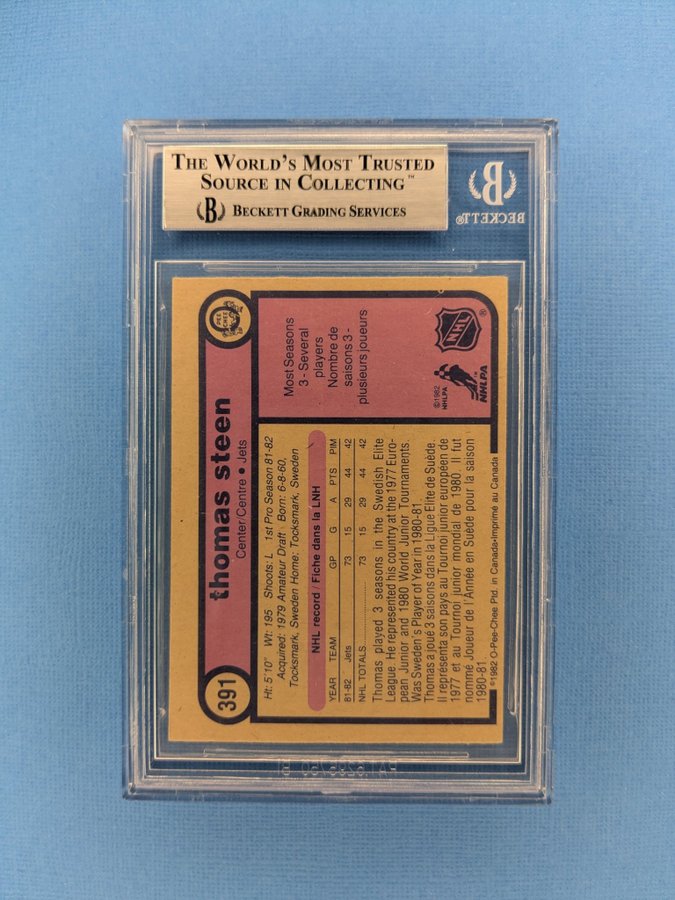 THE WORLD'S MOST TRUSTED
SOURCE IN COLLECTING™
BECKETT GRADING SERVICES
B
BECKETT®
391
thomas steen
Center/Centre • Jets
O PEE CHEE
Ht: 5'10" Wt: 195 Shoots: L 1st Pro Season 81-82
Acquired: 1979 Amateur Draft Born: 6-8-60,
Tocksmark, Sweden Home: Tocksmark, Sweden
NHL record / Fiche dans la LNH
YEAR TEAM GP G A PTS PIM
81-82 Jets 73 15 29 44 42
NHL TOTALS 73 15 29 44 42
Thomas played 3 seasons in the Swedish Elite
League. He represented his country at the 1977 Euro-
pean Junior and 1980 World Junior Tournaments.
Was Sweden's Player of Year in 1980-81.
Thomas a joué 3 saisons dans la Ligue Elite de Suède.
Il représenta son pays au Tournoi junior européen de
1977 et au Tournoi junior mondial de 1980. Il fut
nommé Joueur de l'Année en Suède pour la saison
1980-81
©1982 O-Pee-Chee Ptd. in Canada-Imprimé au Canada
Most Seasons
3 - Several
players
Nombre de
saisons 3 -
plusieurs joueurs
NHL®
©1982
NHLPA
NHLPA